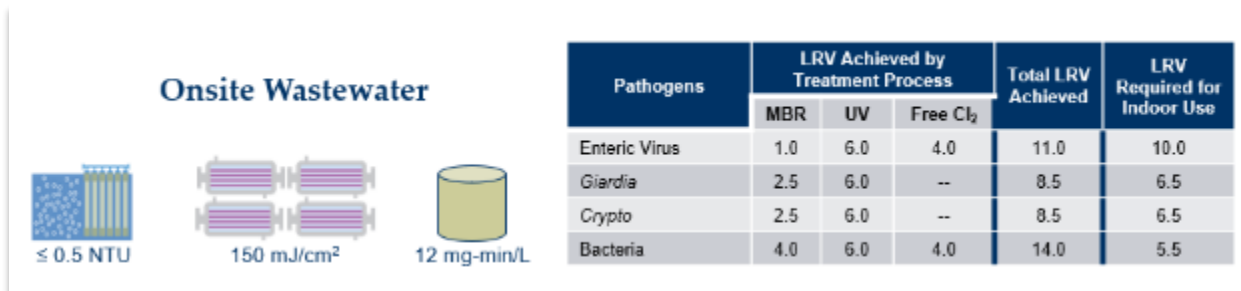 Onsite Wastewater
≤ 0.5 NTU
150 mJ/cm²
12 mg-min/L
Pathogens
LRV Achieved by
Treatment Process
Total LRV
Achieved
LRV
Required for
Indoor Use
MBR UV Free Cl₂
Enteric Virus 1.0 6.0 4.0 11.0 10.0
Giardia 2.5 6.0 -- 8.5 6.5
Crypto 2.5 6.0 -- 8.5 6.5
Bacteria 4.0 6.0 4.0 14.0 5.5